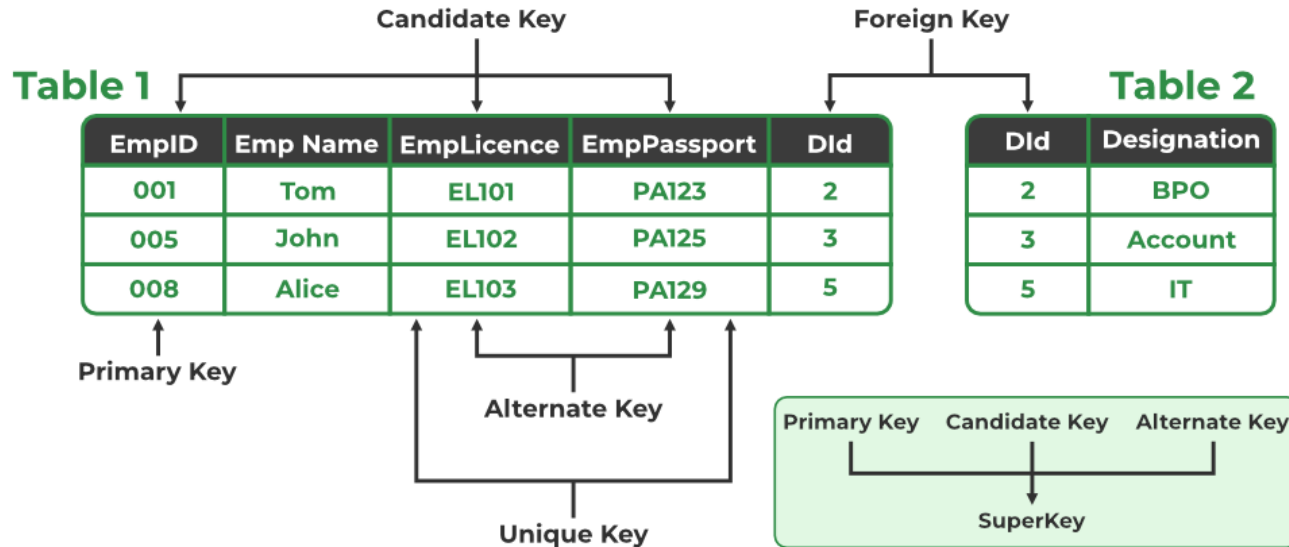 Candidate Key
Foreign Key
Table 1
Table 2
EmpID Emp Name EmpLicence EmpPassport DId
001 Tom EL101 PA123 2
005 John EL102 PA125 3
008 Alice EL103 PA129 5
DId Designation
2 BPO
3 Account
5 IT
Primary Key
Alternate Key
Unique Key
Primary Key Candidate Key Alternate Key
SuperKey